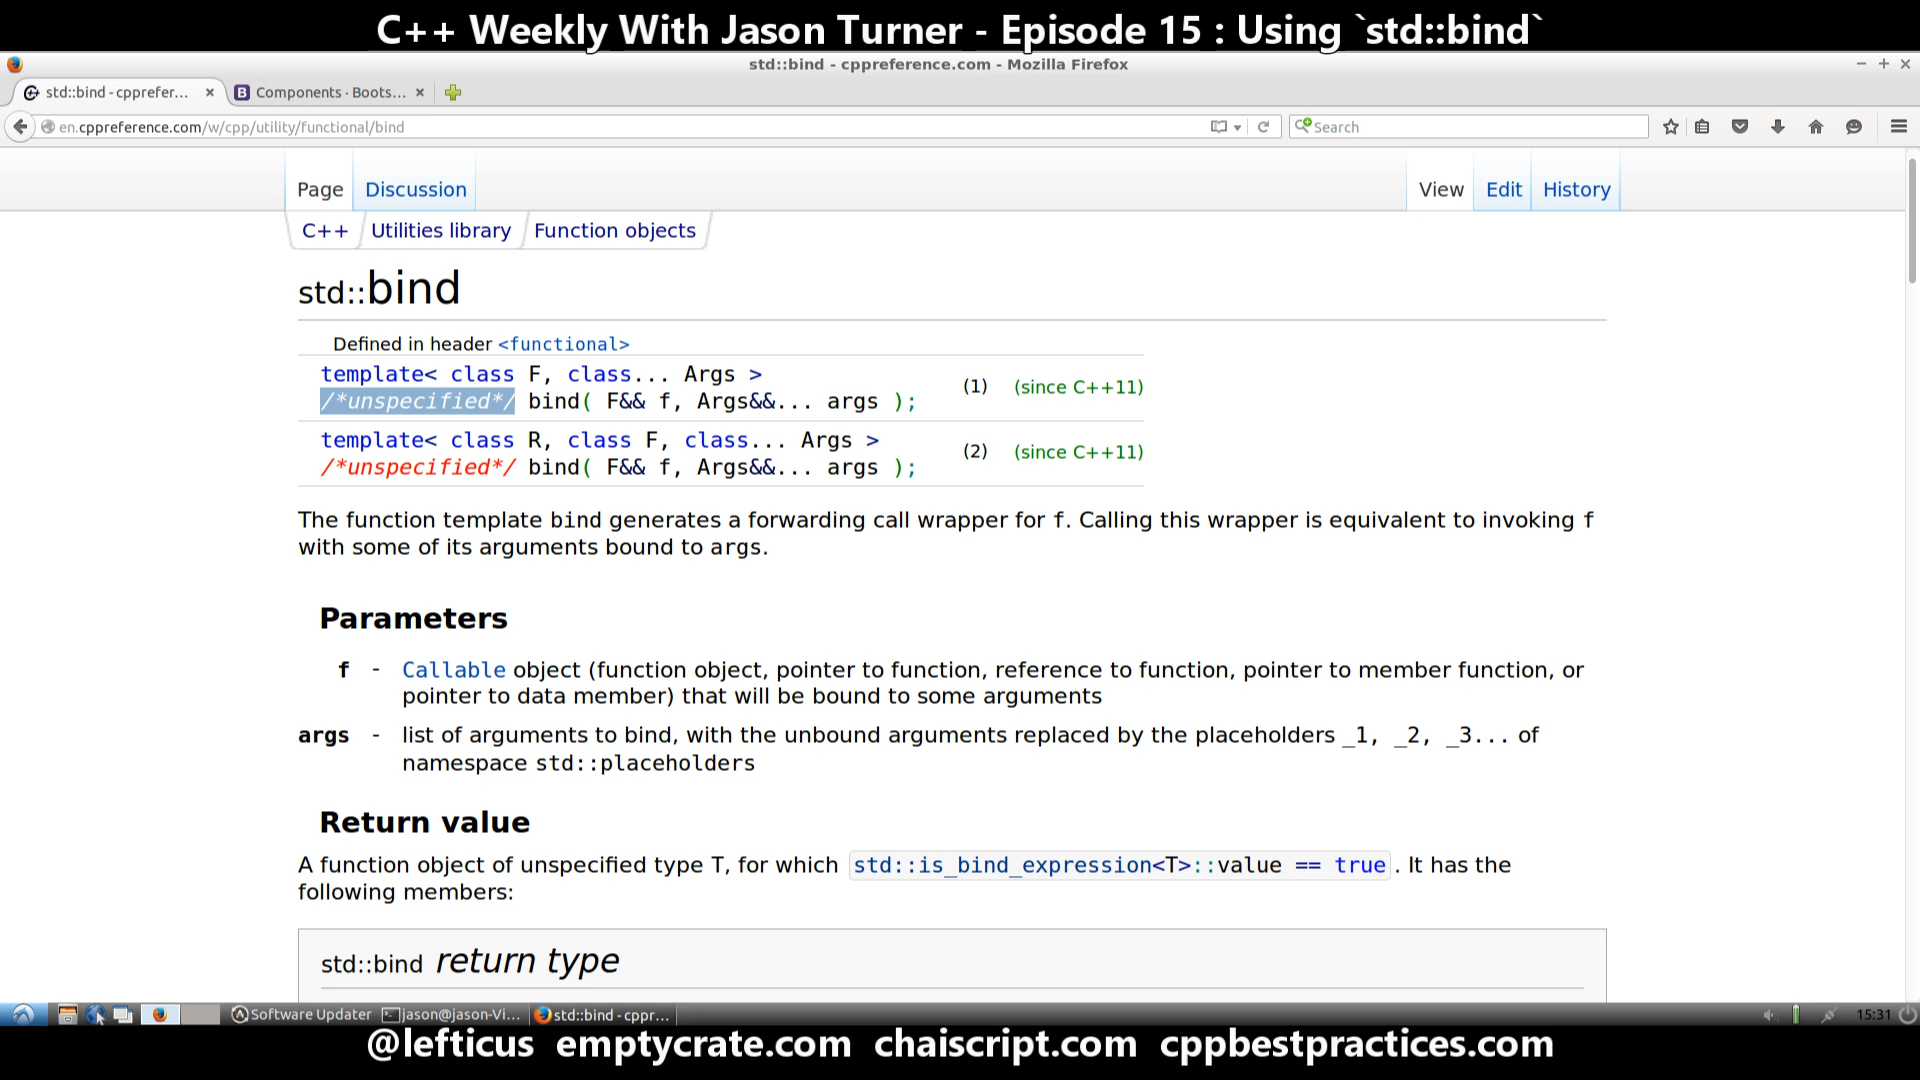 C++ Weekly With Jason Turner - Episode 15 : Using `std::bind`
std::bind - cppreference.com - Mozilla Firefox
std::bind - cpprefer...
Components · Boots...
en.cppreference.com/w/cpp/utility/functional/bind
Search
Page Discussion View Edit History
C++ Utilities library Function objects
std::bind
Defined in header <functional>
template< class F, class... Args >
/*unspecified*/ bind( F&& f, Args&&... args ); (1) (since C++11)
template< class R, class F, class... Args >
/*unspecified*/ bind( F&& f, Args&&... args ); (2) (since C++11)
The function template bind generates a forwarding call wrapper for f. Calling this wrapper is equivalent to invoking f
with some of its arguments bound to args.
Parameters
f - Callable object (function object, pointer to function, reference to function, pointer to member function, or
pointer to data member) that will be bound to some arguments
args - list of arguments to bind, with the unbound arguments replaced by the placeholders _1, _2, _3... of
namespace std::placeholders
Return value
A function object of unspecified type T, for which std::is_bind_expression<T>::value == true. It has the
following members:
std::bind return type
Software Updater jason@jason-Vi... std::bind - cppr... 15:31
@lefticus emptycrate.com chaiscript.com cppbestpractices.com